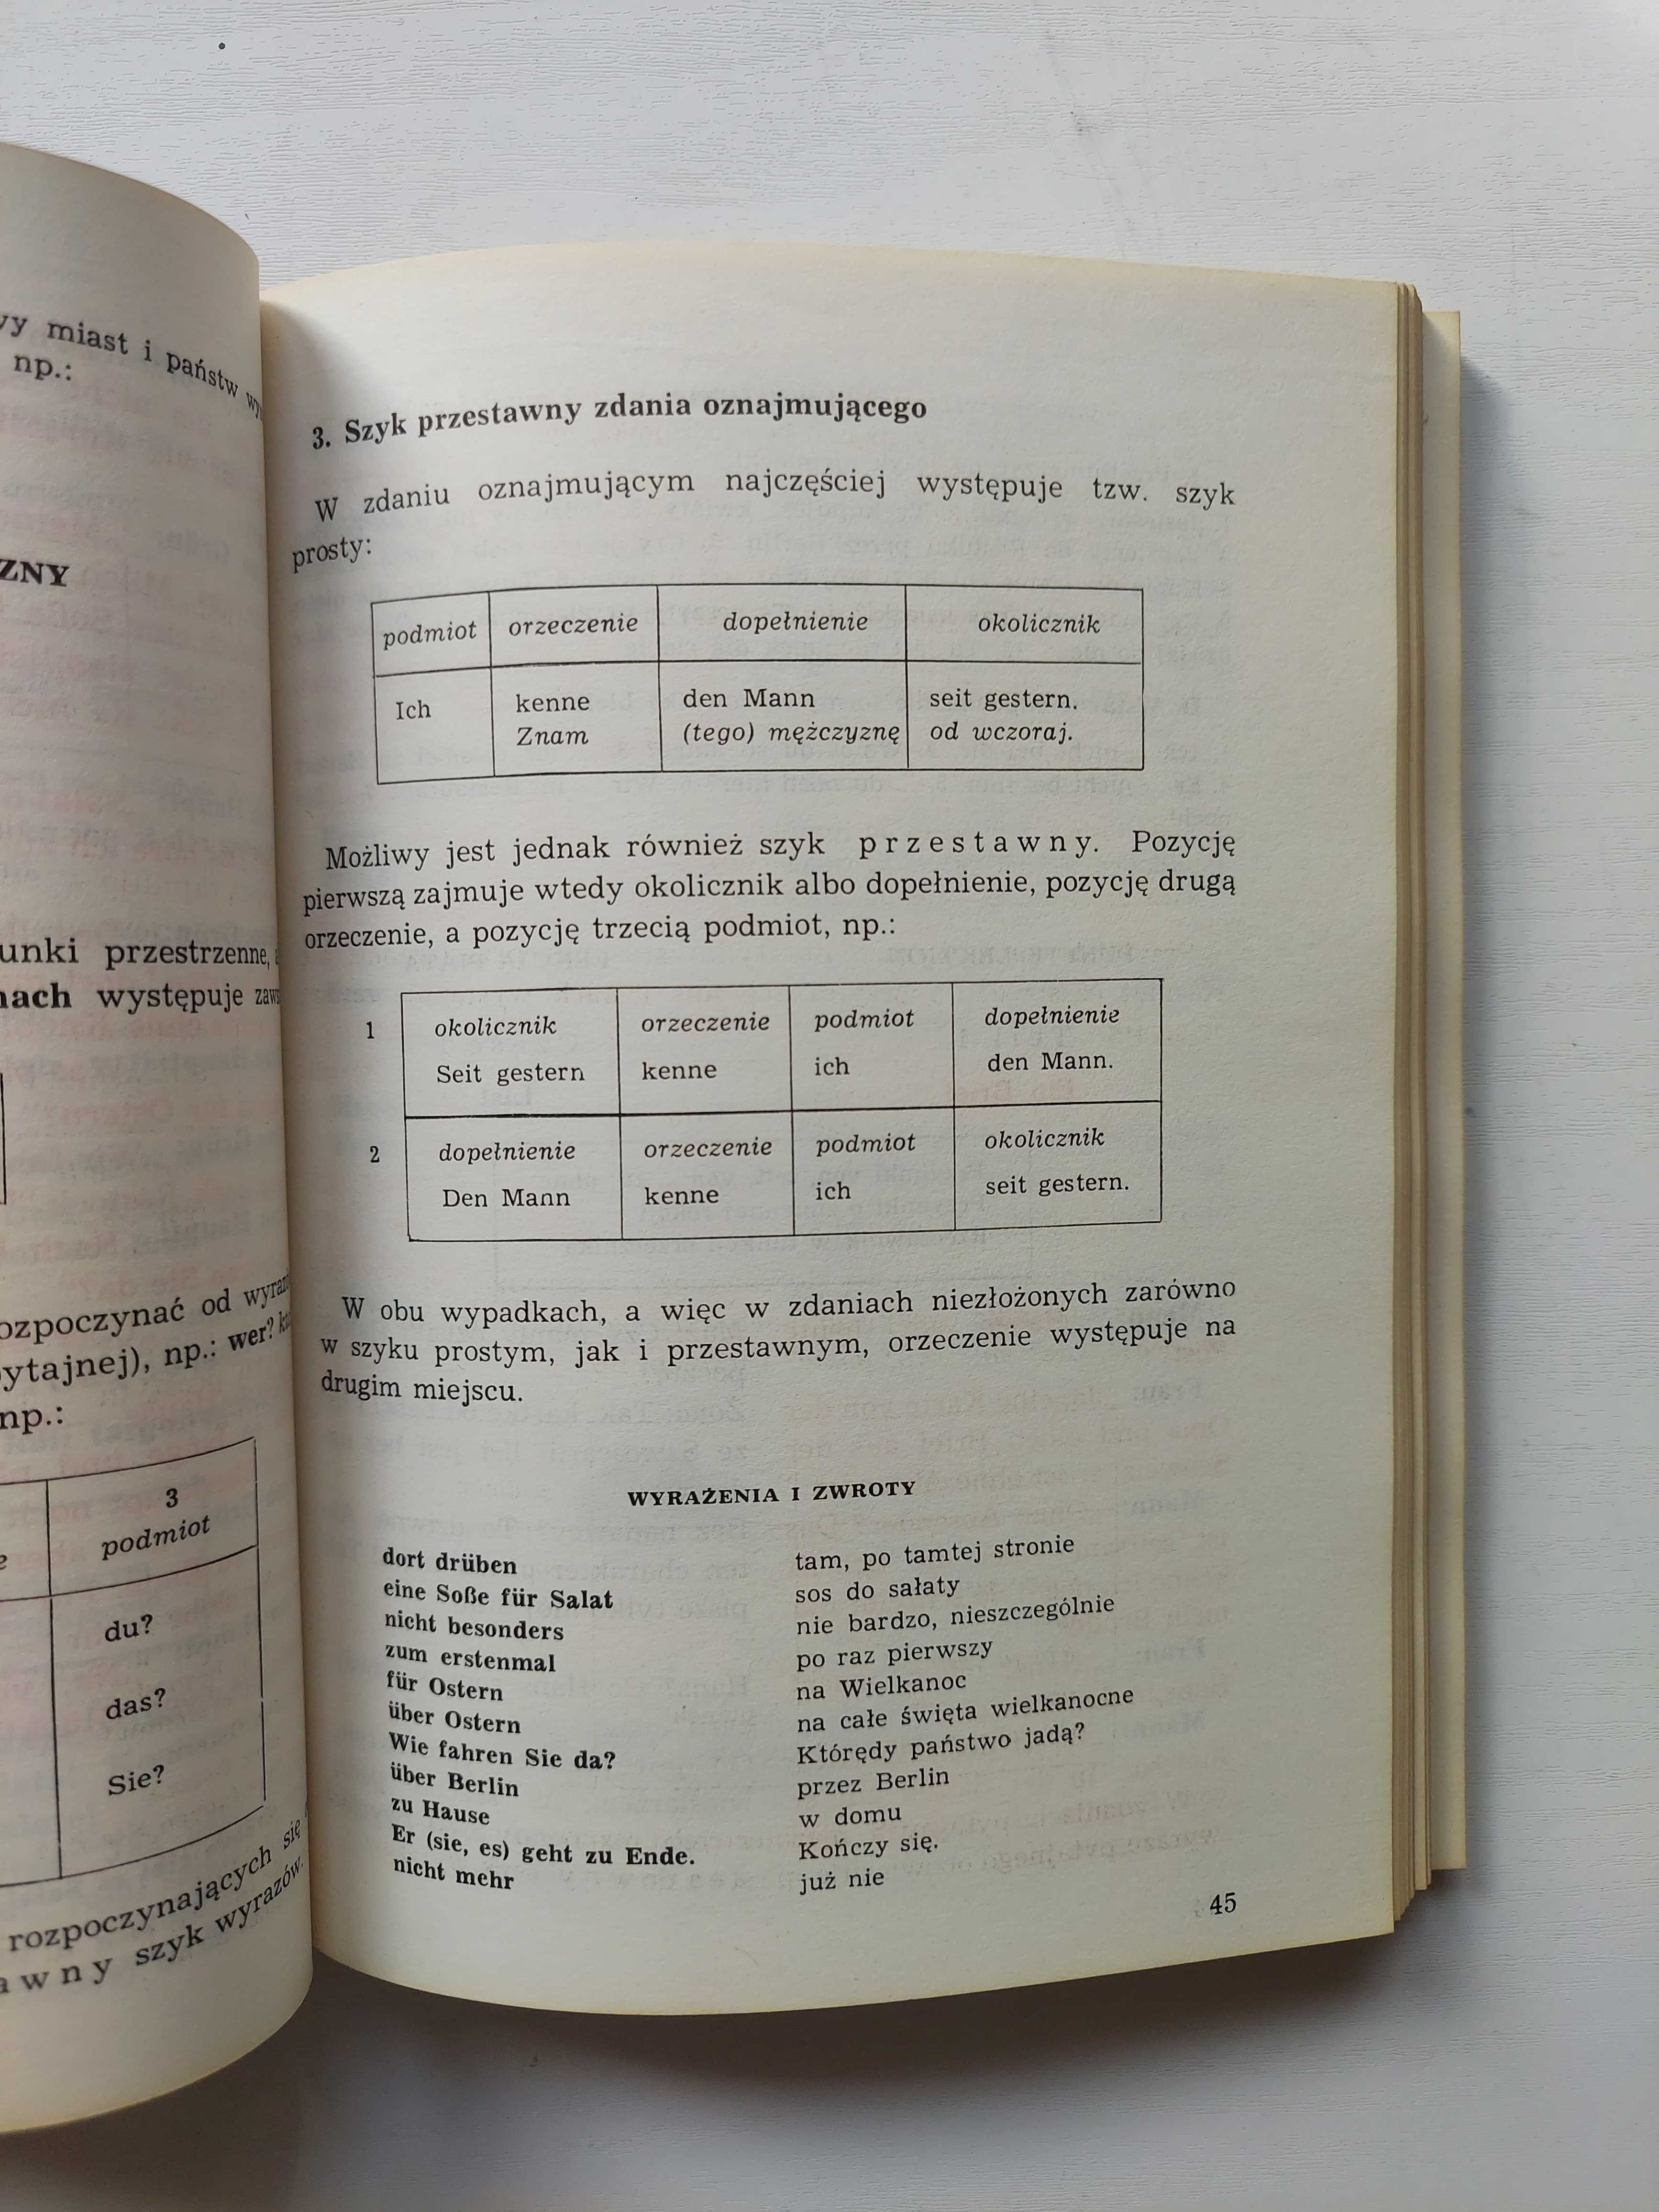 miast i państw
np.:
ZNY
przestrzenne,
występuje
od
np.: wer?
np.:
3
podmiot
du?
das?
Sie?
rozpoczynających się
szyk wyrazów.
3. Szyk przestawny zdania oznajmującego
W zdaniu oznajmującym najczęściej występuje tzw. szyk
prosty:
podmiot orzeczenie dopełnienie okolicznik
Ich kenne den Mann seit gestern.
Znam (tego) mężczyznę od wczoraj.
Możliwy jest jednak również szyk przestawny. Pozycję
pierwszą zajmuje wtedy okolicznik albo dopełnienie, pozycję drugą
orzeczenie, a pozycję trzecią podmiot, np.:
1 okolicznik orzeczenie podmiot dopełnienie
Seit gestern kenne ich den Mann.
2 dopełnienie orzeczenie podmiot okolicznik
Den Mann kenne ich seit gestern.
W obu wypadkach, a więc w zdaniach niezłożonych zarówno
w szyku prostym, jak i przestawnym, orzeczenie występuje na
drugim miejscu.
WYRAŻENIA I ZWROTY
dort drüben tam, po tamtej stronie
eine Soße für Salat sos do sałaty
nicht besonders nie bardzo, nieszczególnie
zum erstenmal po raz pierwszy
für Ostern na Wielkanoc
über Ostern na całe święta wielkanocne
Wie fahren Sie da? Którędy państwo jadą?
über Berlin przez Berlin
zu Hause w domu
Er (sie, es) geht zu Ende. Kończy się.
nicht mehr już nie
45